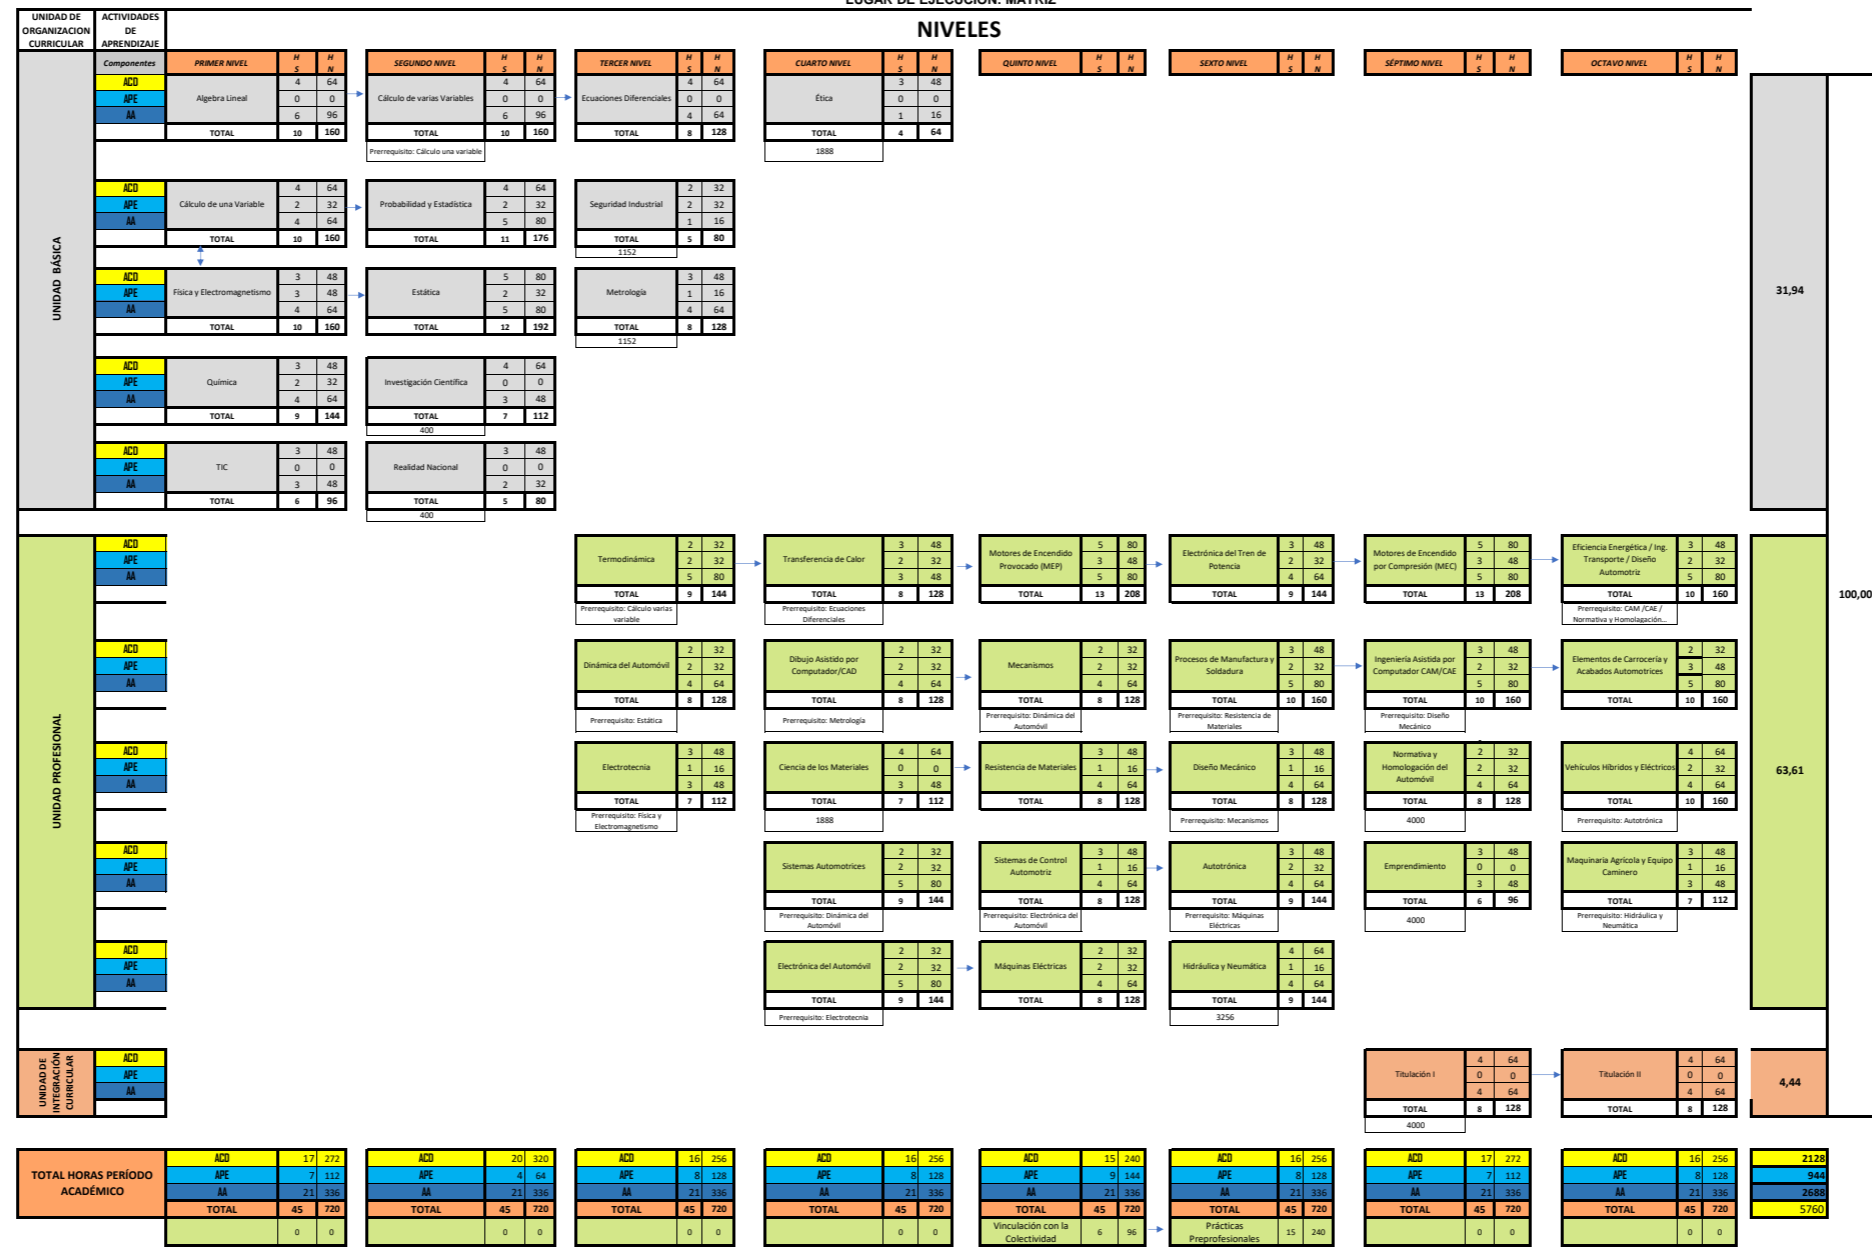 LUGAR DE EJECUCIÓN: MATRIZ
UNIDAD DE ORGANIZACION CURRICULAR
ACTIVIDADES DE APRENDIZAJE
NIVELES
Componentes PRIMER NIVEL H S H N SEGUNDO NIVEL H S H N TERCER NIVEL H S H N CUARTO NIVEL H S H N QUINTO NIVEL H S H N SEXTO NIVEL H S H N SÉPTIMO NIVEL H S H N OCTAVO NIVEL H S H N
UNIDAD BÁSICA
ACD 4 64 4 64 4 64 3 48
APE Algebra Lineal 0 0 Cálculo de varias Variables 0 0 Ecuaciones Diferenciales 0 0 Ética 0 0
AA 6 96 6 96 4 64 1 16
TOTAL 10 160 TOTAL 10 160 TOTAL 8 128 TOTAL 4 64
Prerrequisito: Cálculo una variable 1888
ACD 4 64 4 64 2 32
APE Cálculo de una Variable 2 32 Probabilidad y Estadística 2 32 Seguridad Industrial 2 32
AA 4 64 5 80 1 16
TOTAL 10 160 TOTAL 11 176 TOTAL 5 80
1152
ACD 3 48 5 80 3 48
APE Física y Electromagnetismo 3 48 Estática 2 32 Metrología 1 16
AA 4 64 5 80 4 64
TOTAL 10 160 TOTAL 12 192 TOTAL 8 128
1152
31,94
ACD 3 48 4 64
APE Química 2 32 Investigación Científica 0 0
AA 4 64 3 48
TOTAL 9 144 TOTAL 7 112
400
ACD 3 48 3 48
APE TIC 0 0 Realidad Nacional 0 0
AA 3 48 2 32
TOTAL 6 96 TOTAL 5 80
400
UNIDAD PROFESIONAL
ACD 2 32 3 48 5 80 3 48 5 80 3 48
APE Termodinámica 2 32 Transferencia de Calor 2 32 Motores de Encendido Provocado (MEP) 3 48 Electrónica del Tren de Potencia 2 32 Motores de Encendido por Compresión (MEC) 3 48 Eficiencia Energética / Ing. Transporte / Diseño Automotriz 2 32
AA 5 80 3 48 5 80 4 64 5 80 5 80
TOTAL 9 144 TOTAL 8 128 TOTAL 13 208 TOTAL 9 144 TOTAL 13 208 TOTAL 10 160
Prerrequisito: Cálculo varias variable Prerrequisito: Ecuaciones Diferenciales Prerrequisito: CAM /CAE / Normativa y Homolagación...
100,00
ACD 2 32 2 32 2 32 3 48 3 48 2 32
APE Dinámica del Automóvil 2 32 Dibujo Asistido por Computador/CAD 2 32 Mecanismos 2 32 Procesos de Manufactura y Soldadura 2 32 Ingeniería Asistida por Computador CAM/CAE 2 32 Elementos de Carrocería y Acabados Automotrices 3 48
AA 4 64 4 64 4 64 5 80 5 80 5 80
TOTAL 8 128 TOTAL 8 128 TOTAL 8 128 TOTAL 10 160 TOTAL 10 160 TOTAL 10 160
Prerrequisito: Estática Prerrequisito: Metrología Prerrequisito: Dinámica del Automóvil Prerrequisito: Resistencia de Materiales Prerrequisito: Diseño Mecánico
ACD 3 48 4 64 3 48 3 48 2 32 4 64
APE Electrotecnia 1 16 Ciencia de los Materiales 0 0 Resistencia de Materiales 1 16 Diseño Mecánico 1 16 Normativa y Homologación del Automóvil 2 32 Vehículos Híbridos y Eléctricos 2 32
AA 3 48 3 48 4 64 4 64 4 64 4 64
TOTAL 7 112 TOTAL 7 112 TOTAL 8 128 TOTAL 8 128 TOTAL 8 128 TOTAL 10 160
Prerrequisito: Física y Electromagnetismo 1888 Prerrequisito: Mecanismos 4000 Prerrequisito: Autotrónica
63,61
ACD 2 32 3 48 3 48 3 48 3 48
APE Sistemas Automotrices 2 32 Sistemas de Control Automotriz 1 16 Autotrónica 2 32 Emprendimiento 0 0 Maquinaria Agrícola y Equipo Caminero 1 16
AA 5 80 4 64 4 64 3 48 3 48
TOTAL 9 144 TOTAL 8 128 TOTAL 9 144 TOTAL 6 96 TOTAL 7 112
Prerrequisito: Dinámica del Automóvil Prerrequisito: Electrónica del Automóvil Prerrequisito: Máquinas Eléctricas 4000 Prerrequisito: Hidráulica y Neumática
ACD 2 32 2 32 4 64
APE Electrónica del Automóvil 2 32 Máquinas Eléctricas 2 32 Hidráulica y Neumática 1 16
AA 5 80 4 64 4 64
TOTAL 9 144 TOTAL 8 128 TOTAL 9 144
Prerrequisito: Electrotecnia 3256
UNIDAD DE INTEGRACIÓN CURRICULAR
ACD 4 64 4 64
APE Titulación I 0 0 Titulación II 0 0
AA 4 64 4 64
TOTAL 8 128 TOTAL 8 128
4000
4,44
TOTAL HORAS PERÍODO ACADÉMICO
ACD 17 272 ACD 20 320 ACD 16 256 ACD 16 256 ACD 15 240 ACD 16 256 ACD 17 272 ACD 16 256 2128
APE 7 112 APE 4 64 APE 8 128 APE 8 128 APE 9 144 APE 8 128 APE 7 112 APE 8 128 944
AA 21 336 AA 21 336 AA 21 336 AA 21 336 AA 21 336 AA 21 336 AA 21 336 AA 21 336 2688
TOTAL 45 720 TOTAL 45 720 TOTAL 45 720 TOTAL 45 720 TOTAL 45 720 TOTAL 45 720 TOTAL 45 720 TOTAL 45 720 5760
0 0 0 0 0 0 0 0 Vinculación con la Colectividad 6 96 Prácticas Preprofesionales 15 240 0 0 0 0